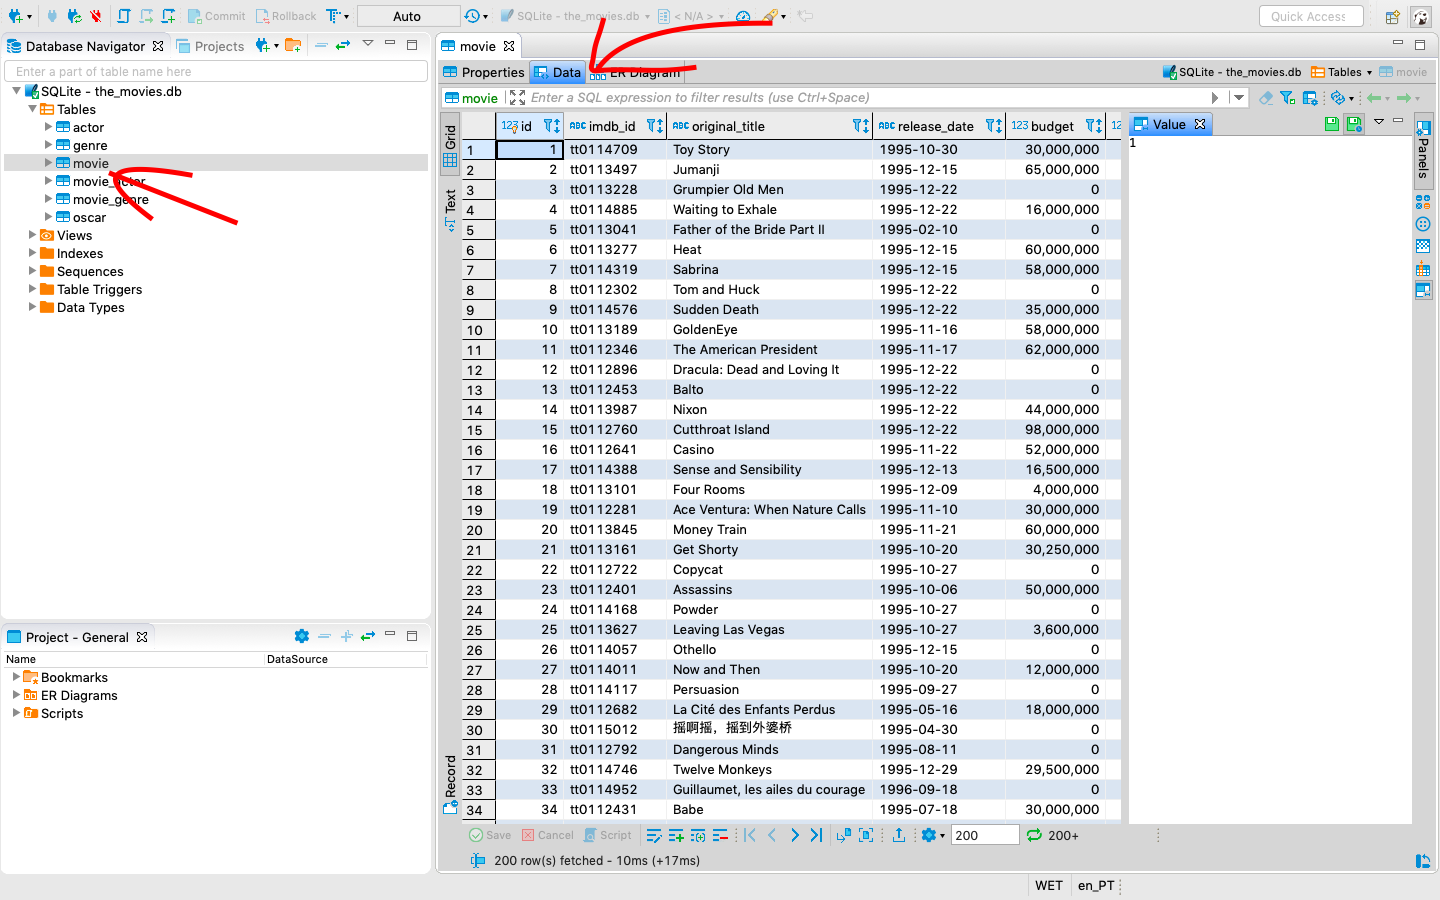 Commit Rollback Auto SQLite - the_movies.db < N/A > Quick Access
Database Navigator Projects
Enter a part of table name here
SQLite - the_movies.db
Tables
actor
genre
movie
movie_actor
movie_genre
oscar
Views
Indexes
Sequences
Table Triggers
Data Types
Project - General
Name DataSource
Bookmarks
ER Diagrams
Scripts
movie
Properties Data ER Diagram SQLite - the_movies.db Tables movie
movie Enter a SQL expression to filter results (use Ctrl+Space)
Grid
Text
Record
123 id ABC imdb_id ABC original_title ABC release_date 123 budget 12
1 1 tt0114709 Toy Story 1995-10-30 30,000,000
2 2 tt0113497 Jumanji 1995-12-15 65,000,000
3 3 tt0113228 Grumpier Old Men 1995-12-22 0
4 4 tt0114885 Waiting to Exhale 1995-12-22 16,000,000
5 5 tt0113041 Father of the Bride Part II 1995-02-10 0
6 6 tt0113277 Heat 1995-12-15 60,000,000
7 7 tt0114319 Sabrina 1995-12-15 58,000,000
8 8 tt0112302 Tom and Huck 1995-12-22 0
9 9 tt0114576 Sudden Death 1995-12-22 35,000,000
10 10 tt0113189 GoldenEye 1995-11-16 58,000,000
11 11 tt0112346 The American President 1995-11-17 62,000,000
12 12 tt0112896 Dracula: Dead and Loving It 1995-12-22 0
13 13 tt0112453 Balto 1995-12-22 0
14 14 tt0113987 Nixon 1995-12-22 44,000,000
15 15 tt0112760 Cutthroat Island 1995-12-22 98,000,000
16 16 tt0112641 Casino 1995-11-22 52,000,000
17 17 tt0114388 Sense and Sensibility 1995-12-13 16,500,000
18 18 tt0113101 Four Rooms 1995-12-09 4,000,000
19 19 tt0112281 Ace Ventura: When Nature Calls 1995-11-10 30,000,000
20 20 tt0113845 Money Train 1995-11-21 60,000,000
21 21 tt0113161 Get Shorty 1995-10-20 30,250,000
22 22 tt0112722 Copycat 1995-10-27 0
23 23 tt0112401 Assassins 1995-10-06 50,000,000
24 24 tt0114168 Powder 1995-10-27 0
25 25 tt0113627 Leaving Las Vegas 1995-10-27 3,600,000
26 26 tt0114057 Othello 1995-12-15 0
27 27 tt0114011 Now and Then 1995-10-20 12,000,000
28 28 tt0114117 Persuasion 1995-09-27 0
29 29 tt0112682 La Cité des Enfants Perdus 1995-05-16 18,000,000
30 30 tt0115012 摇啊摇，摇到外婆桥 1995-04-30 0
31 31 tt0112792 Dangerous Minds 1995-08-11 0
32 32 tt0114746 Twelve Monkeys 1995-12-29 29,500,000
33 33 tt0114952 Guillaumet, les ailes du courage 1996-09-18 0
34 34 tt0112431 Babe 1995-07-18 30,000,000
Value
1
Panels
Save Cancel Script 200 200+
200 row(s) fetched - 10ms (+17ms)
WET en_PT